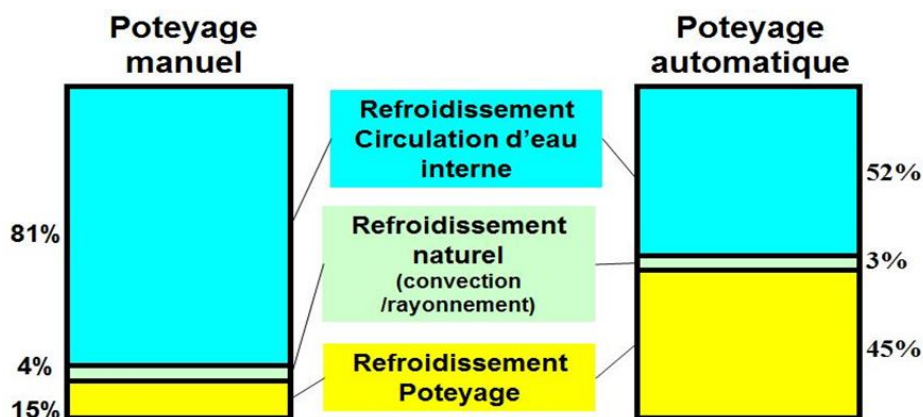 Poteyage
manuel
Poteyage
automatique
Refroidissement
Circulation d'eau
interne
Refroidissement
naturel
(convection
/rayonnement)
Refroidissement
Poteyage
81%
4%
15%
52%
3%
45%